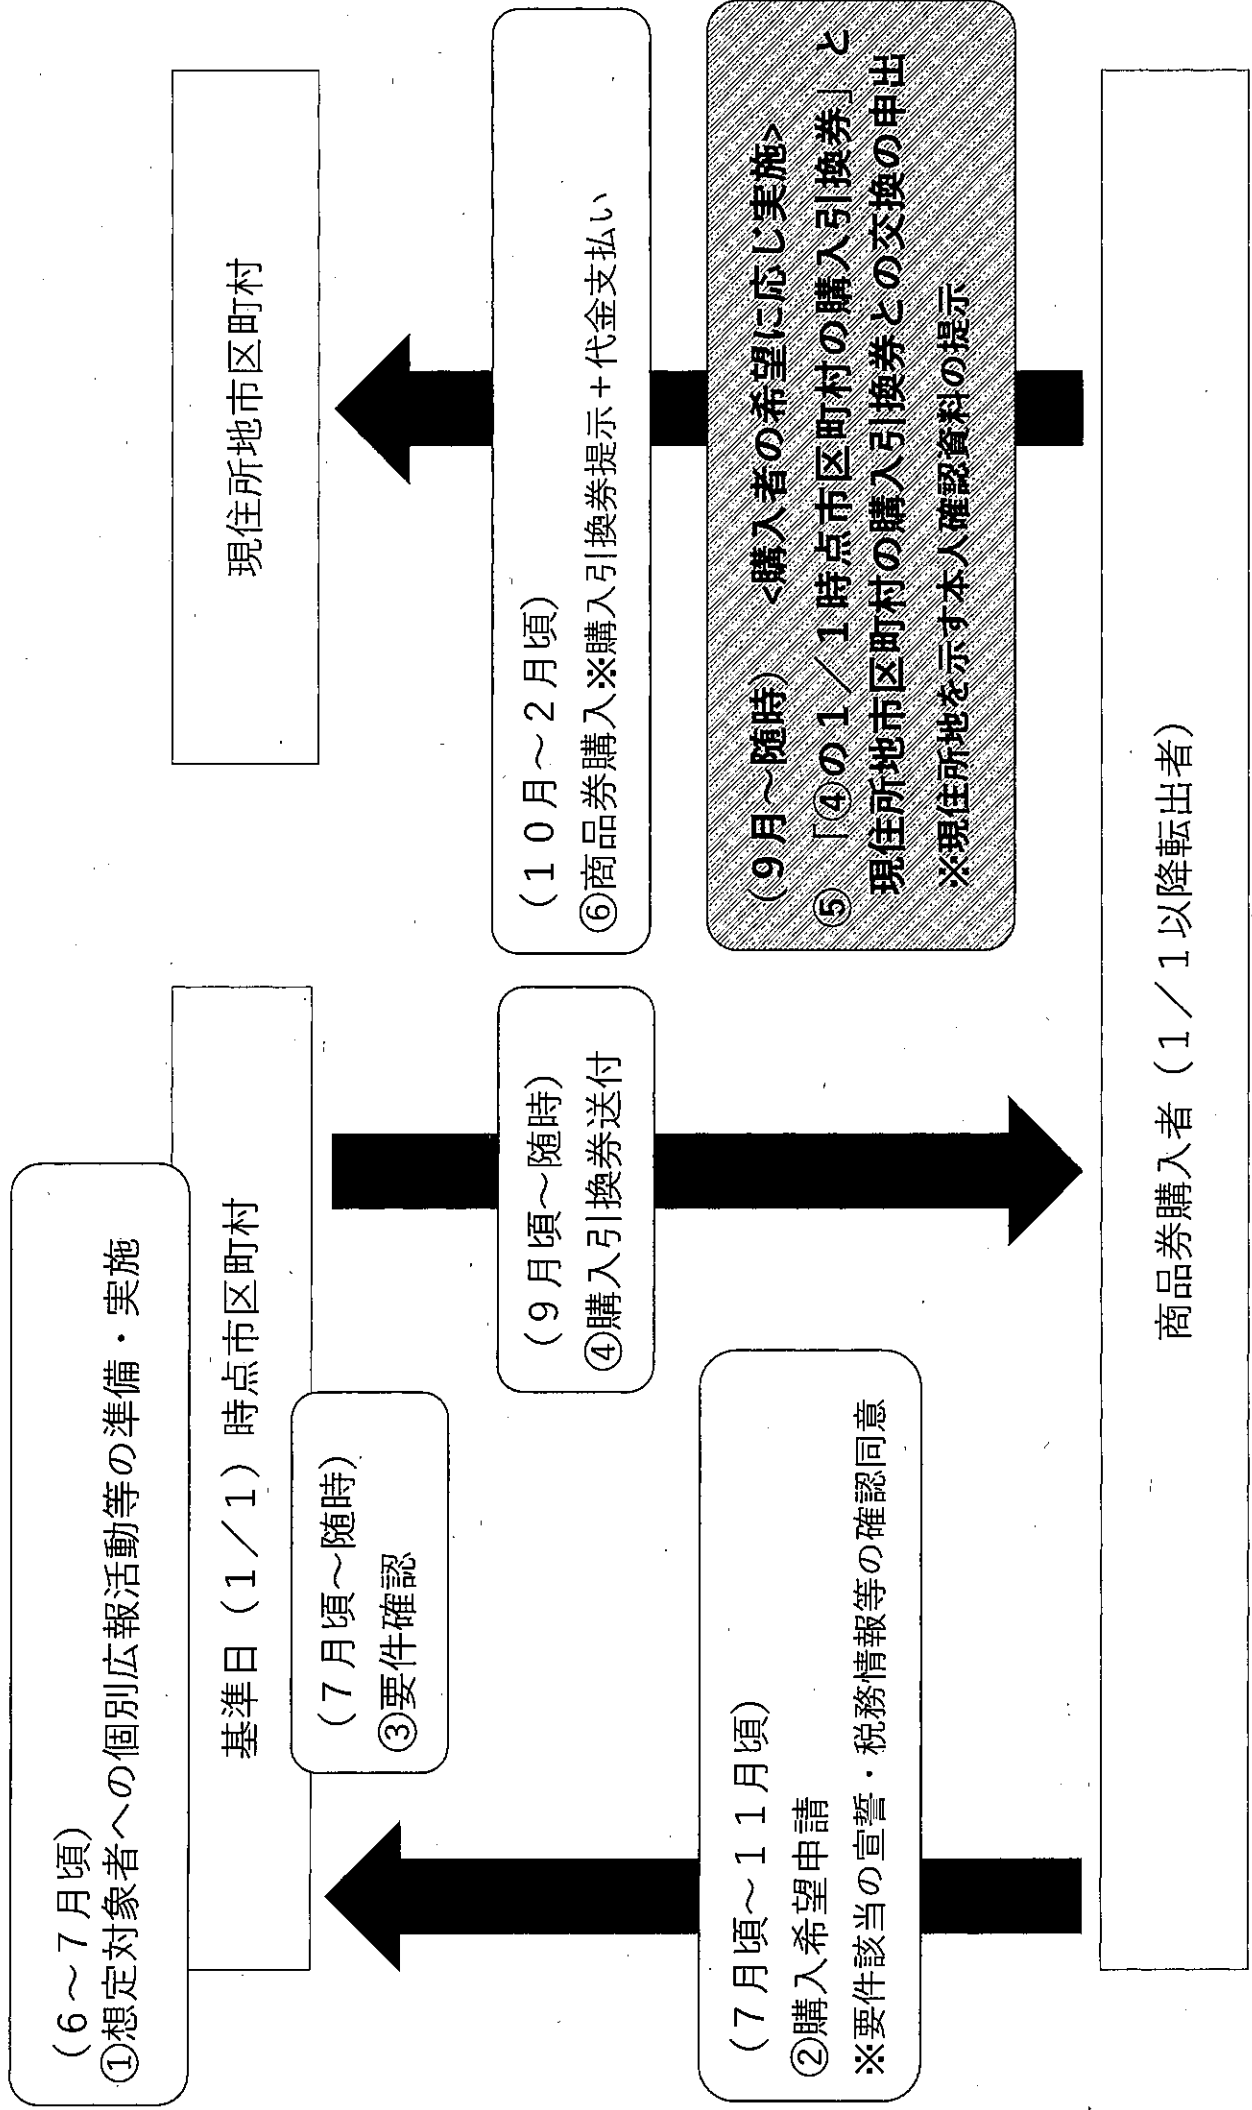 （６～７月頃）
①想定対象者への個別広報活動等の準備・実施
基準日（１／１）時点市区町村
現住所地市区町村
（７月頃～随時）
③要件確認
（９月頃～随時）
④購入引換券送付
（１０月～２月頃）
⑥商品券購入※購入引換券提示＋代金支払い
（７月頃～１１月頃）
②購入希望申請
※要件該当の宣誓・税務情報等の確認同意
（９月～随時） <購入者の希望に応じ実施>
⑤「④の１／１時点市区町村の購入引換券」と
現住所地市区町村の購入引換券との交換の申出
※現住所地を示す本人確認資料の提示
商品券購入者（１／１以降転出者）